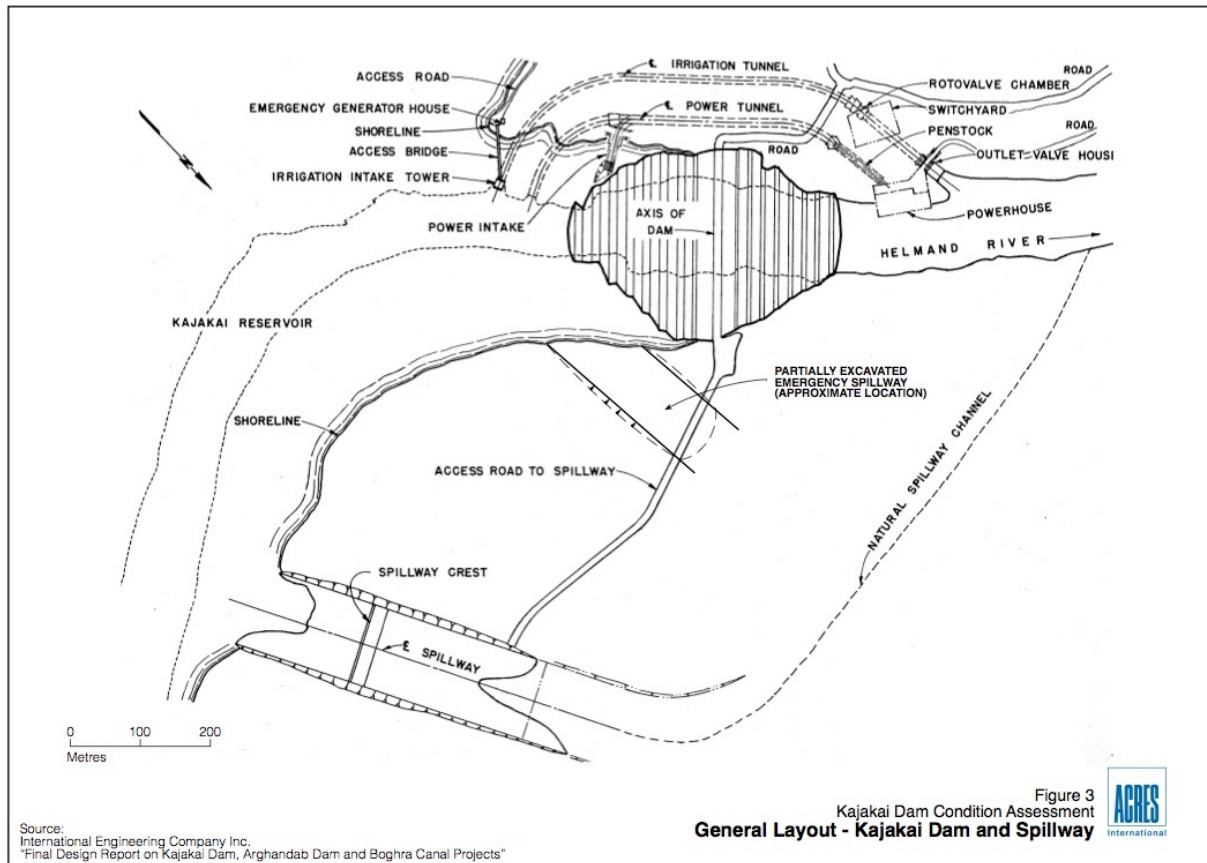 ℄ IRRIGATION TUNNEL
ACCESS ROAD
ROAD
ROTOVALVE CHAMBER
EMERGENCY GENERATOR HOUSE
℄ POWER TUNNEL
SWITCHYARD
SHORELINE
PENSTOCK
ROAD
ACCESS BRIDGE
ROAD
OUTLET VALVE HOUSI
IRRIGATION INTAKE TOWER
N
POWER INTAKE
AXIS OF
DAM
POWERHOUSE
HELMAND RIVER
KAJAKAI RESERVOIR
PARTIALLY EXCAVATED
EMERGENCY SPILLWAY
(APPROXIMATE LOCATION)
SHORELINE
ACCESS ROAD TO SPILLWAY
NATURAL SPILLWAY CHANNEL
SPILLWAY CREST
℄ SPILLWAY
0 100 200
Metres
Figure 3
Kajakai Dam Condition Assessment
General Layout - Kajakai Dam and Spillway
ACRES
International
Source:
International Engineering Company Inc.
"Final Design Report on Kajakai Dam, Arghandab Dam and Boghra Canal Projects"